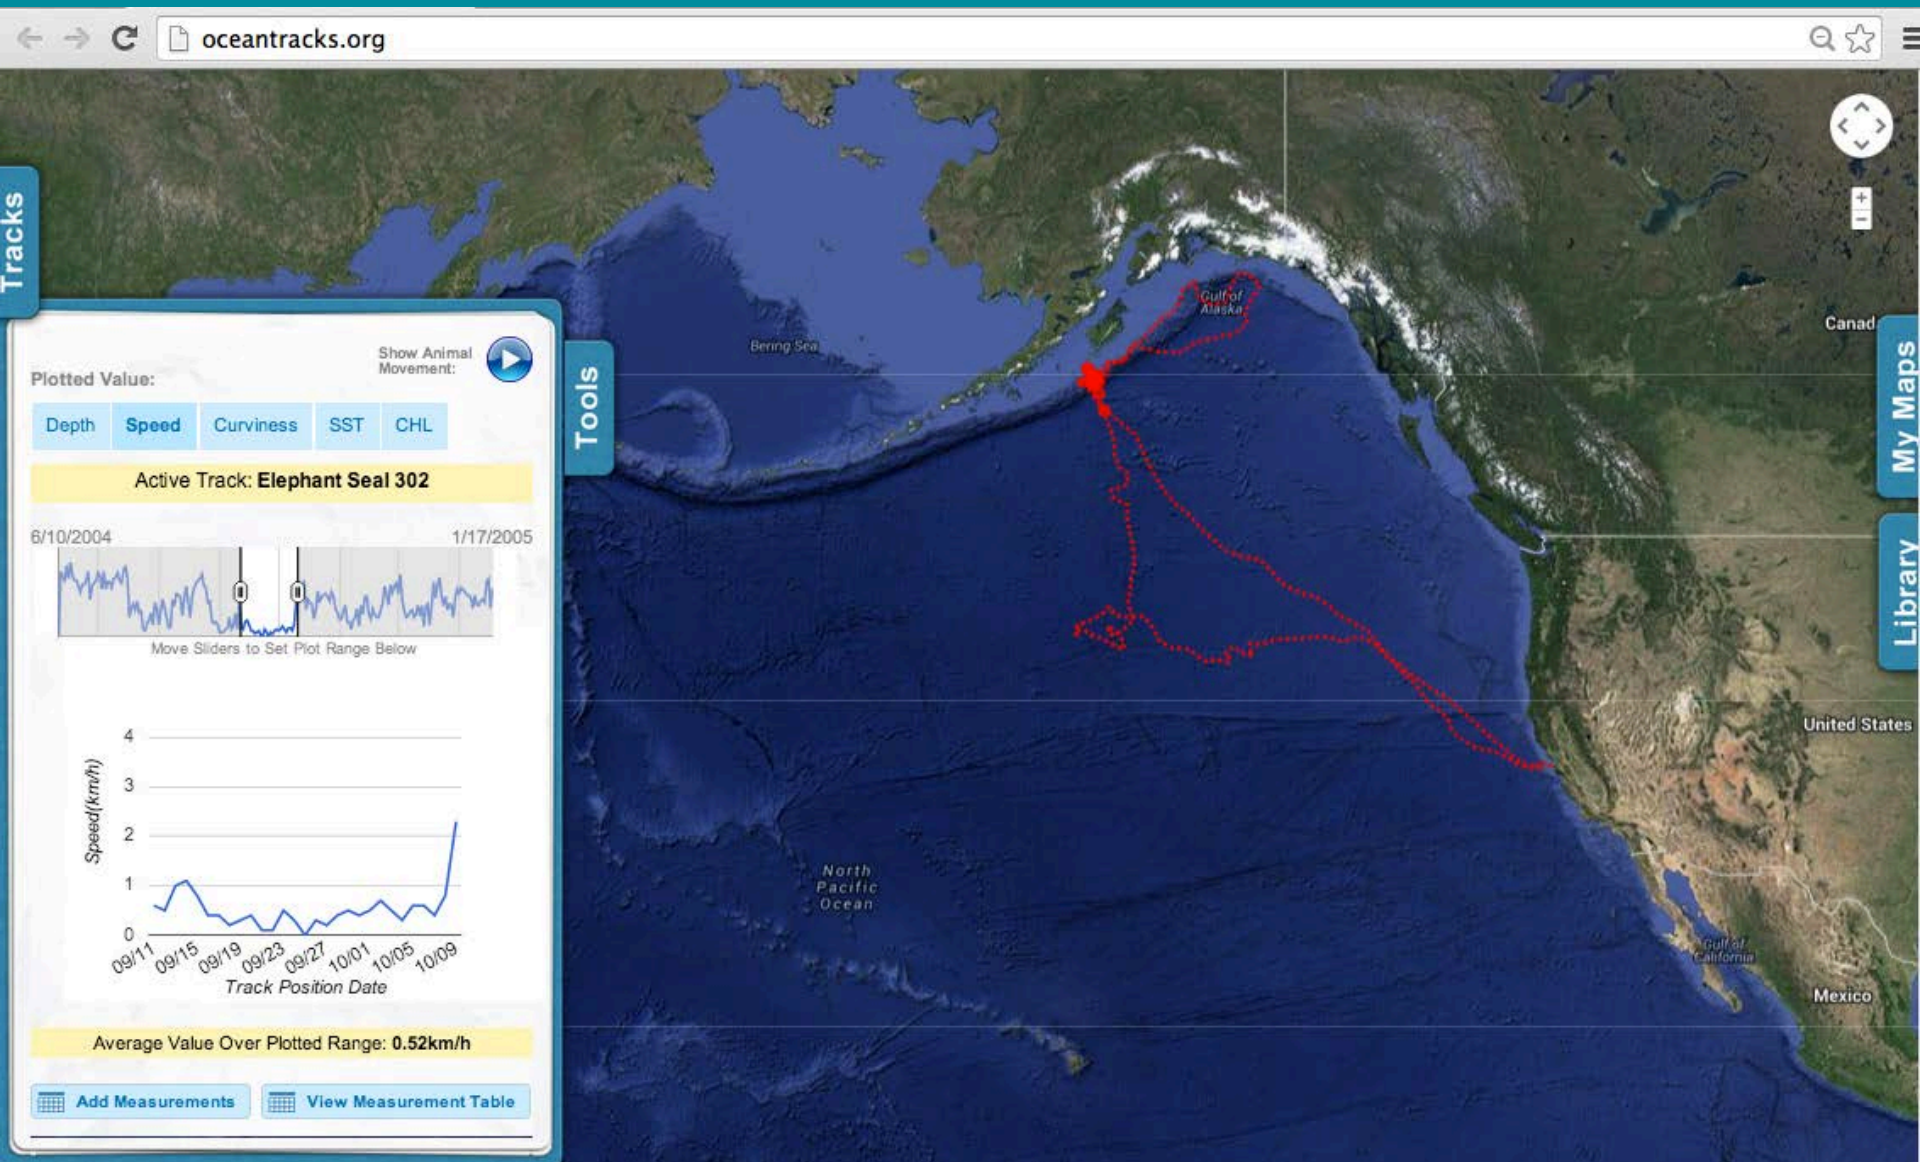 oceantracks.org
Tracks
Show Animal
Movement:
Plotted Value:
Depth
Speed
Curviness
SST
CHL
Active Track: Elephant Seal 302
6/10/2004
1/17/2005
Move Sliders to Set Plot Range Below
4
3
2
1
0
Speed(km/h)
09/11
09/15
09/19
09/23
09/27
10/01
10/05
10/09
Track Position Date
Average Value Over Plotted Range: 0.52km/h
Add Measurements
View Measurement Table
Tools
Bering Sea
Gulf of
Alaska
North
Pacific
Ocean
Canad
United States
Gulf of
California
Mexico
+
-
My Maps
Library